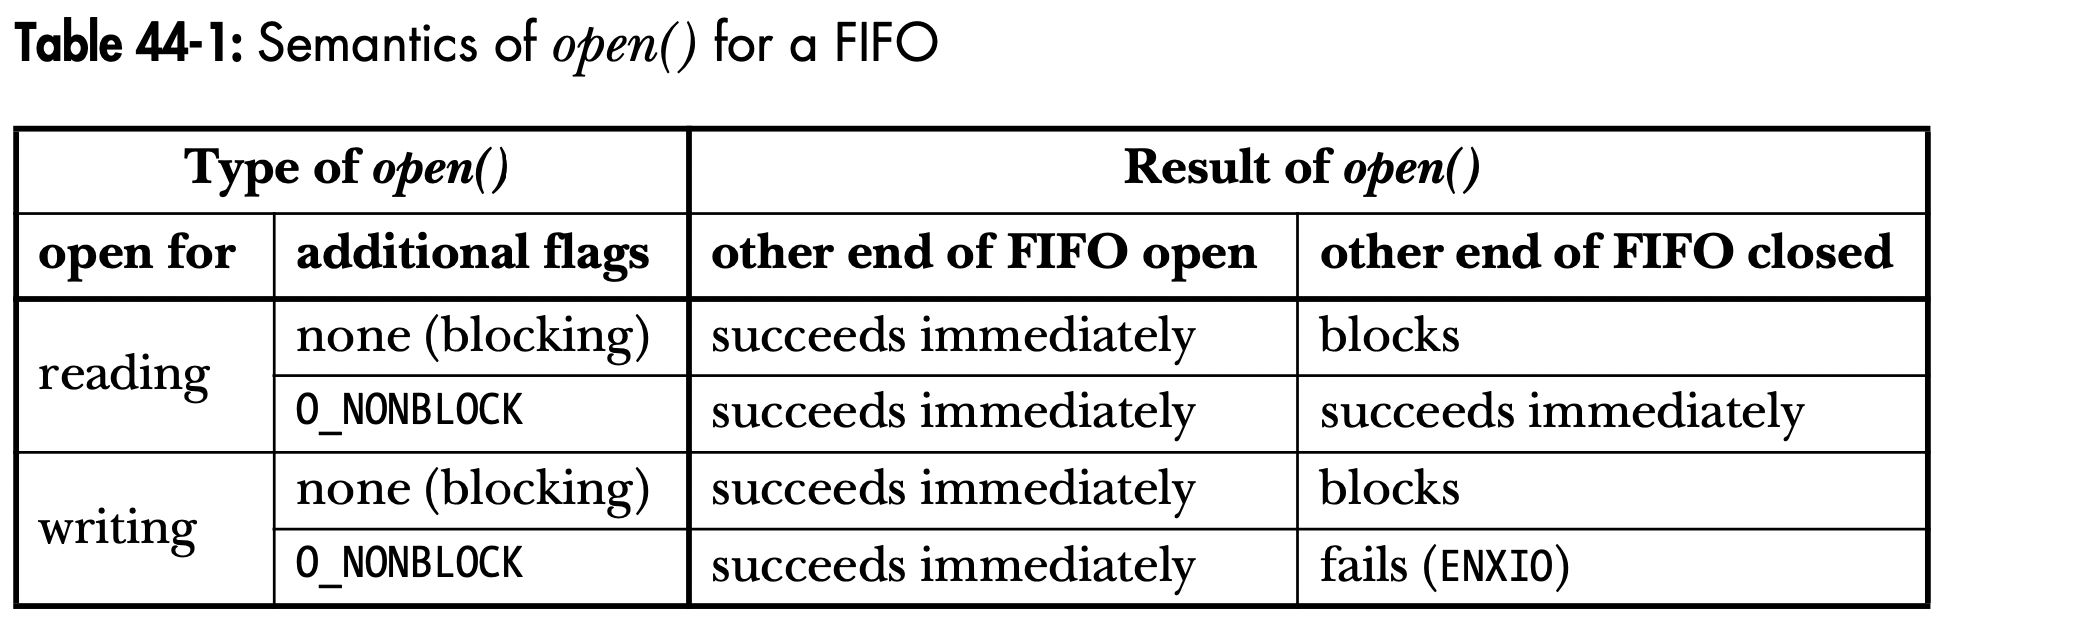 Table 44-1: Semantics of open() for a FIFO
Type of open() Result of open()
open for additional flags other end of FIFO open other end of FIFO closed
reading none (blocking) succeeds immediately blocks
O_NONBLOCK succeeds immediately succeeds immediately
writing none (blocking) succeeds immediately blocks
O_NONBLOCK succeeds immediately fails (ENXIO)